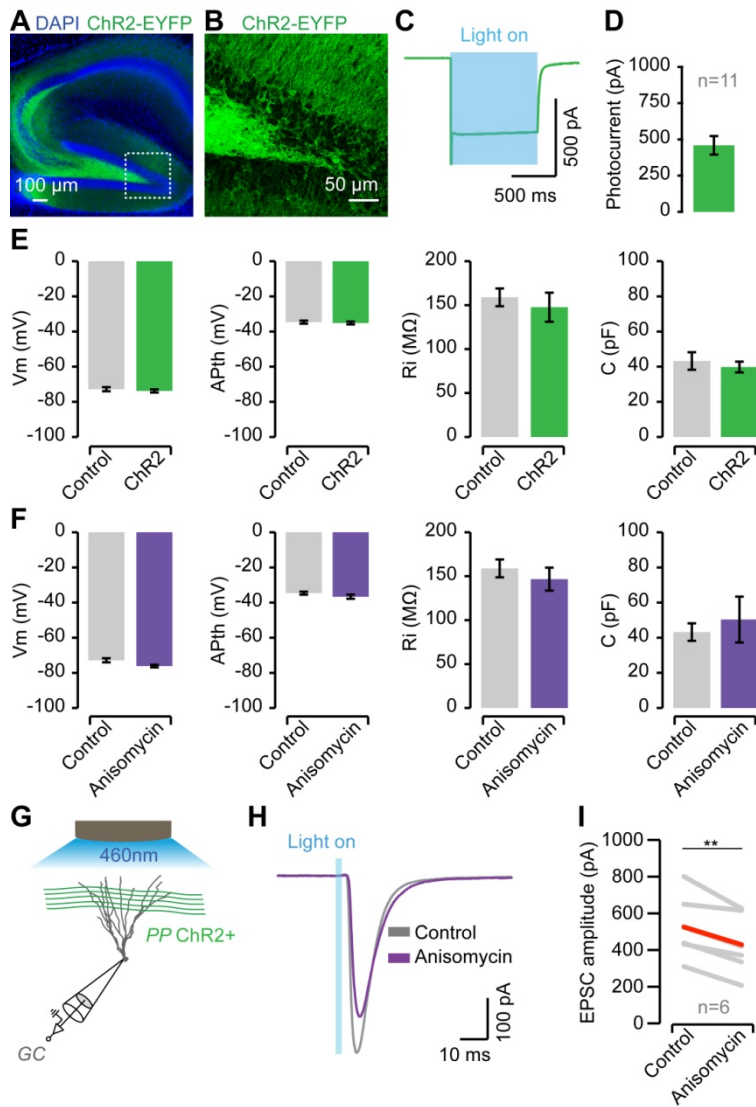 A DAPI ChR2-EYFP
100 µm
B ChR2-EYFP
50 µm
C
Light on
500 pA
500 ms
D
Photocurrent (pA)
1000
750
500
250
0
n=11
E
Vm (mV)
0
-20
-40
-60
-80
-100
Control
ChR2
APth (mV)
0
-20
-40
-60
-80
-100
Control
ChR2
Ri (MΩ)
200
150
100
50
0
Control
ChR2
C (pF)
100
80
60
40
20
0
Control
ChR2
F
Vm (mV)
0
-20
-40
-60
-80
-100
Control
Anisomycin
APth (mV)
0
-20
-40
-60
-80
-100
Control
Anisomycin
Ri (MΩ)
200
150
100
50
0
Control
Anisomycin
C (pF)
100
80
60
40
20
0
Control
Anisomycin
G
460nm
PP ChR2+
GC
H
Light on
Control
Anisomycin
100 pA
10 ms
I
EPSC amplitude (pA)
1000
800
600
400
200
0
**
n=6
Control
Anisomycin